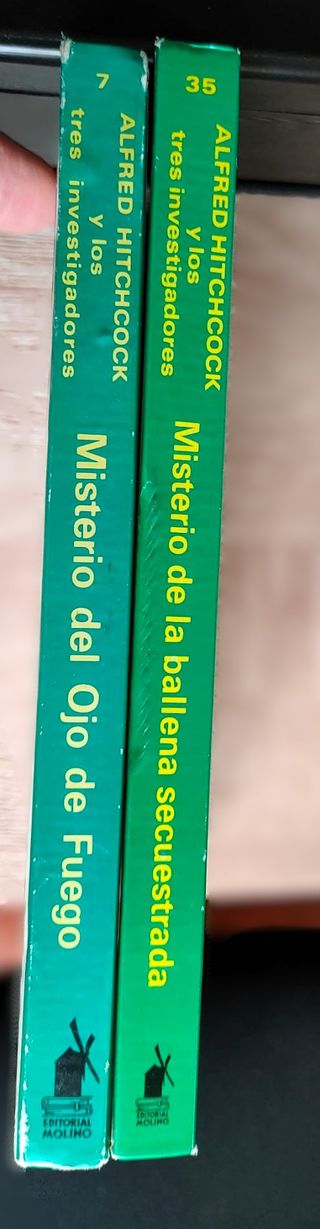 7
ALFRED HITCHCOCK
y los
tres investigadores
Misterio del Ojo de Fuego
EDITORIAL
MOLINO
35
ALFRED HITCHCOCK
y los
tres investigadores
Misterio de la ballena secuestrada
EDITORIAL
MOLINO